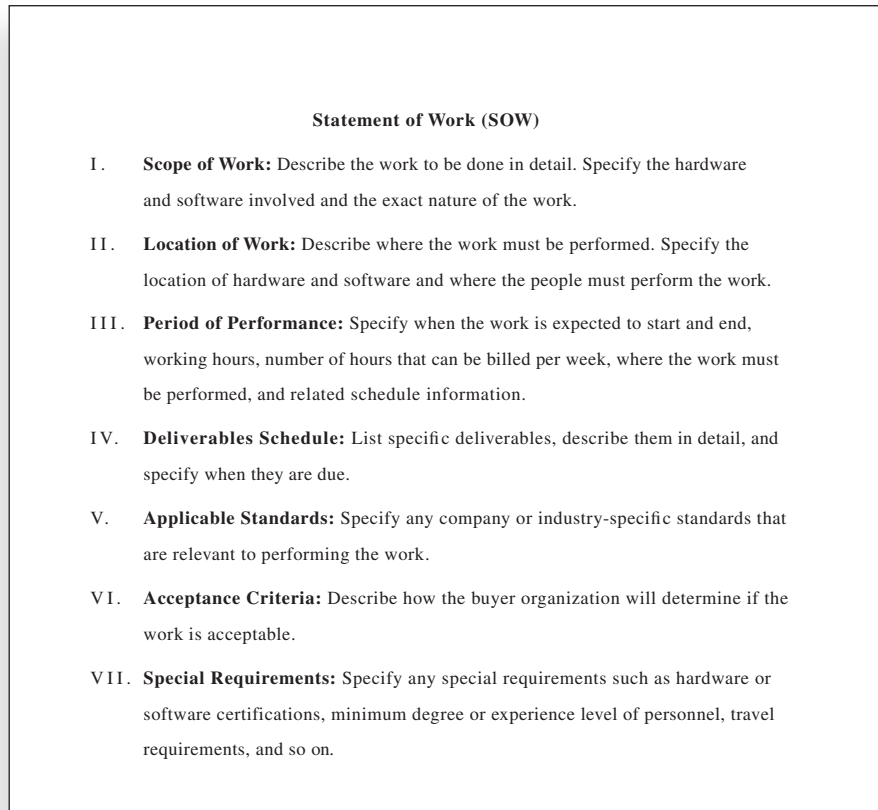 Statement of Work (SOW)
I. Scope of Work: Describe the work to be done in detail. Specify the hardware
and software involved and the exact nature of the work.
II. Location of Work: Describe where the work must be performed. Specify the
location of hardware and software and where the people must perform the work.
III. Period of Performance: Specify when the work is expected to start and end,
working hours, number of hours that can be billed per week, where the work must
be performed, and related schedule information.
IV. Deliverables Schedule: List specific deliverables, describe them in detail, and
specify when they are due.
V. Applicable Standards: Specify any company or industry-specific standards that
are relevant to performing the work.
VI. Acceptance Criteria: Describe how the buyer organization will determine if the
work is acceptable.
VII. Special Requirements: Specify any special requirements such as hardware or
software certifications, minimum degree or experience level of personnel, travel
requirements, and so on.